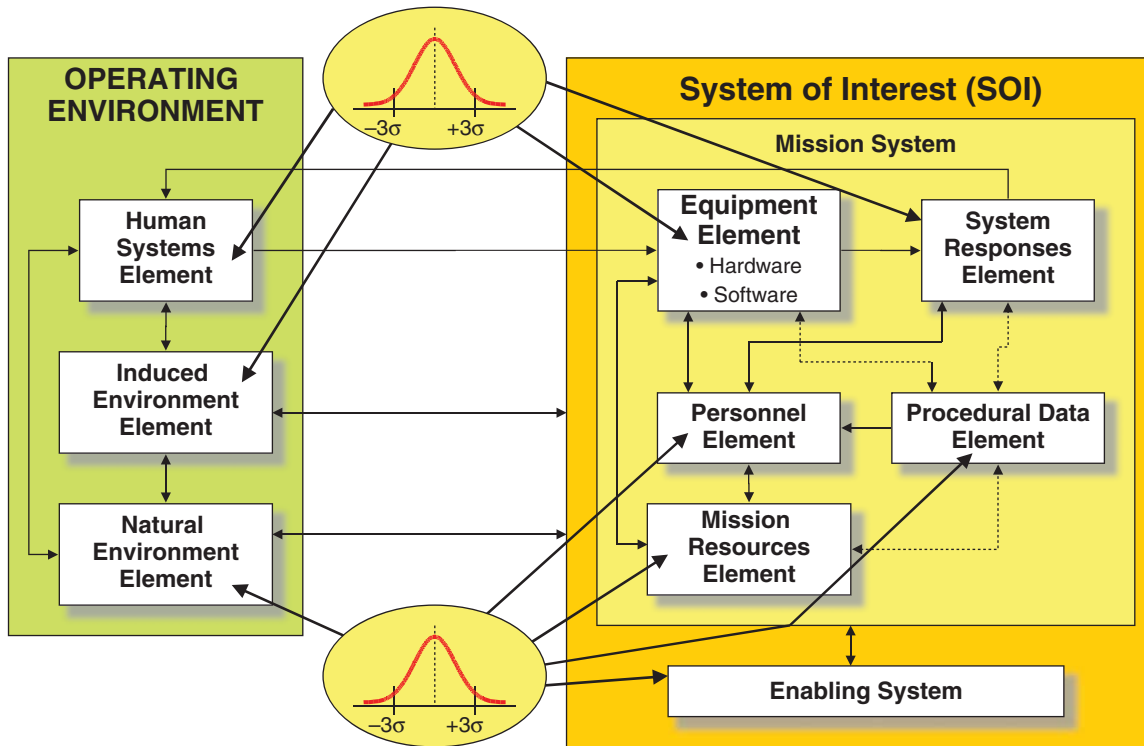 OPERATING
ENVIRONMENT
Human
Systems
Element
Induced
Environment
Element
Natural
Environment
Element
–3σ
+3σ
System of Interest (SOI)
Mission System
Equipment
Element
• Hardware
• Software
System
Responses
Element
Personnel
Element
Procedural Data
Element
Mission
Resources
Element
–3σ
+3σ
Enabling System